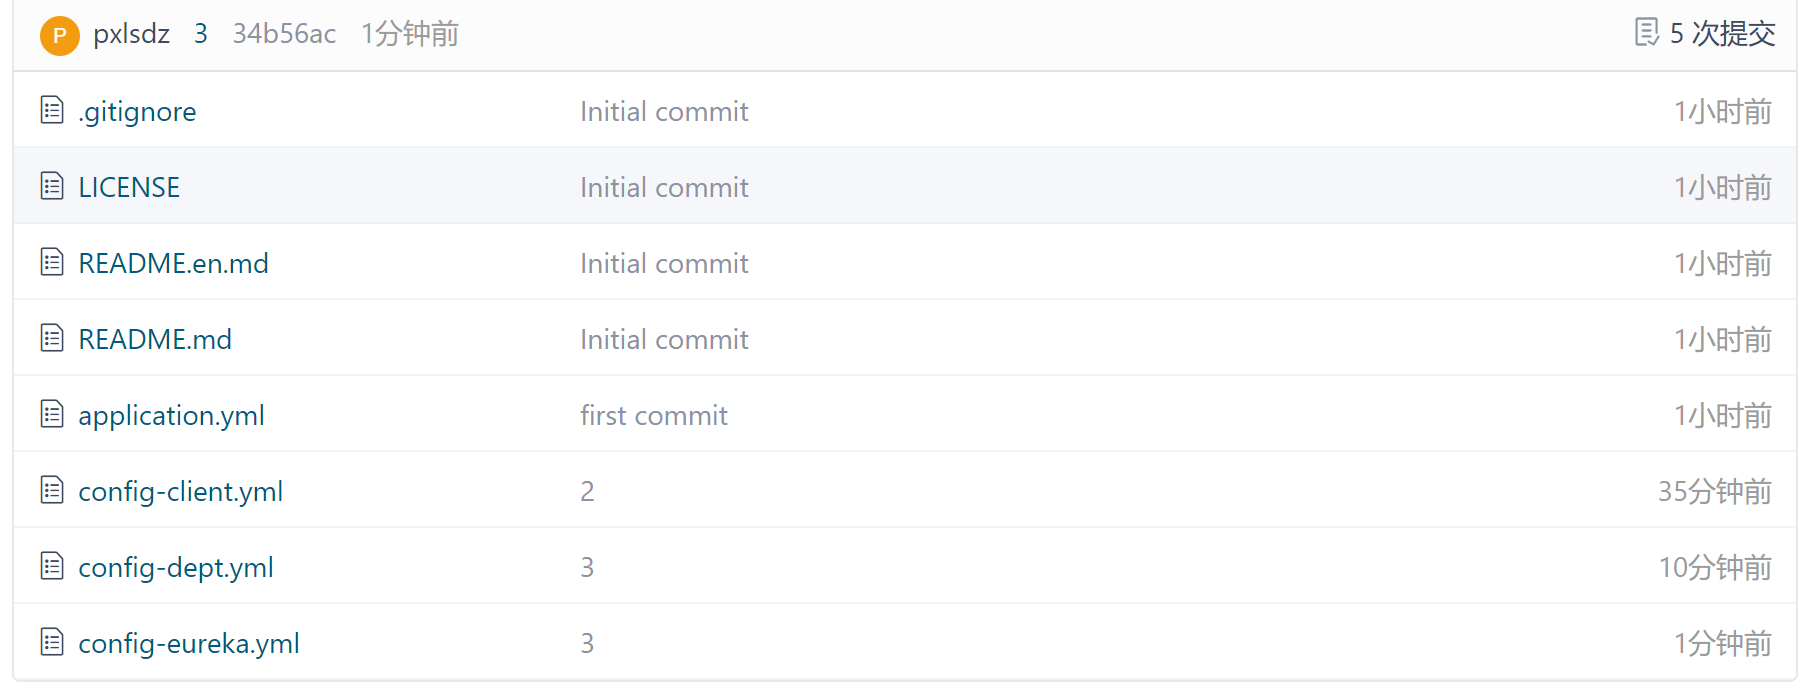 P pxlsdz 3 34b56ac 1分钟前 5 次提交
.gitignore Initial commit 1小时前
LICENSE Initial commit 1小时前
README.en.md Initial commit 1小时前
README.md Initial commit 1小时前
application.yml first commit 1小时前
config-client.yml 2 35分钟前
config-dept.yml 3 10分钟前
config-eureka.yml 3 1分钟前